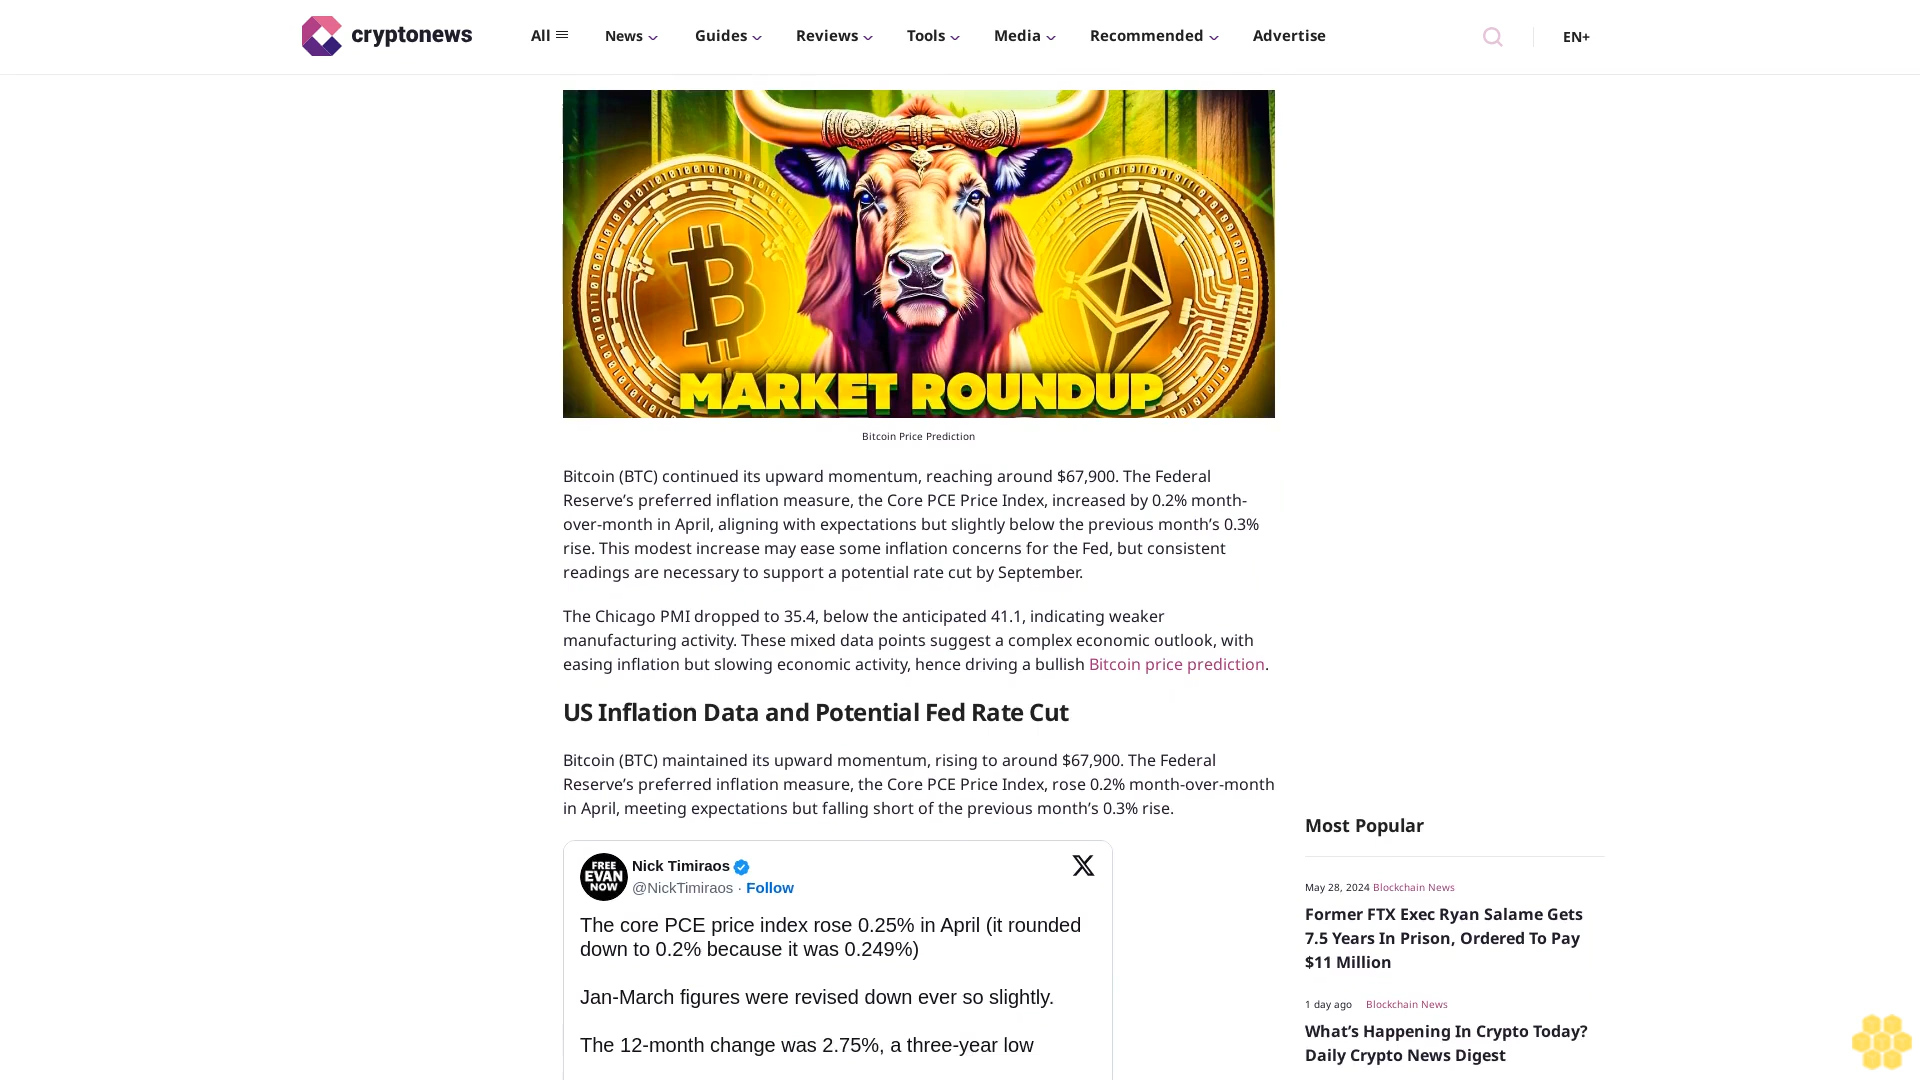 cryptonews
All
News
Guides
Reviews
Tools
Media
Recommended
Advertise
EN+
MARKET ROUNDUP
Bitcoin Price Prediction
Bitcoin (BTC) continued its upward momentum, reaching around $67,900. The Federal
Reserve’s preferred inflation measure, the Core PCE Price Index, increased by 0.2% month-
over-month in April, aligning with expectations but slightly below the previous month’s 0.3%
rise. This modest increase may ease some inflation concerns for the Fed, but consistent
readings are necessary to support a potential rate cut by September.
The Chicago PMI dropped to 35.4, below the anticipated 41.1, indicating weaker
manufacturing activity. These mixed data points suggest a complex economic outlook, with
easing inflation but slowing economic activity, hence driving a bullish Bitcoin price prediction.
US Inflation Data and Potential Fed Rate Cut
Bitcoin (BTC) maintained its upward momentum, rising to around $67,900. The Federal
Reserve’s preferred inflation measure, the Core PCE Price Index, rose 0.2% month-over-month
in April, meeting expectations but falling short of the previous month’s 0.3% rise.
FREE
EVAN
NOW
Nick Timiraos
@NickTimiraos · Follow
The core PCE price index rose 0.25% in April (it rounded
down to 0.2% because it was 0.249%)
Jan-March figures were revised down ever so slightly.
The 12-month change was 2.75%, a three-year low
Most Popular
May 28, 2024 Blockchain News
Former FTX Exec Ryan Salame Gets
7.5 Years In Prison, Ordered To Pay
$11 Million
1 day ago Blockchain News
What’s Happening In Crypto Today?
Daily Crypto News Digest